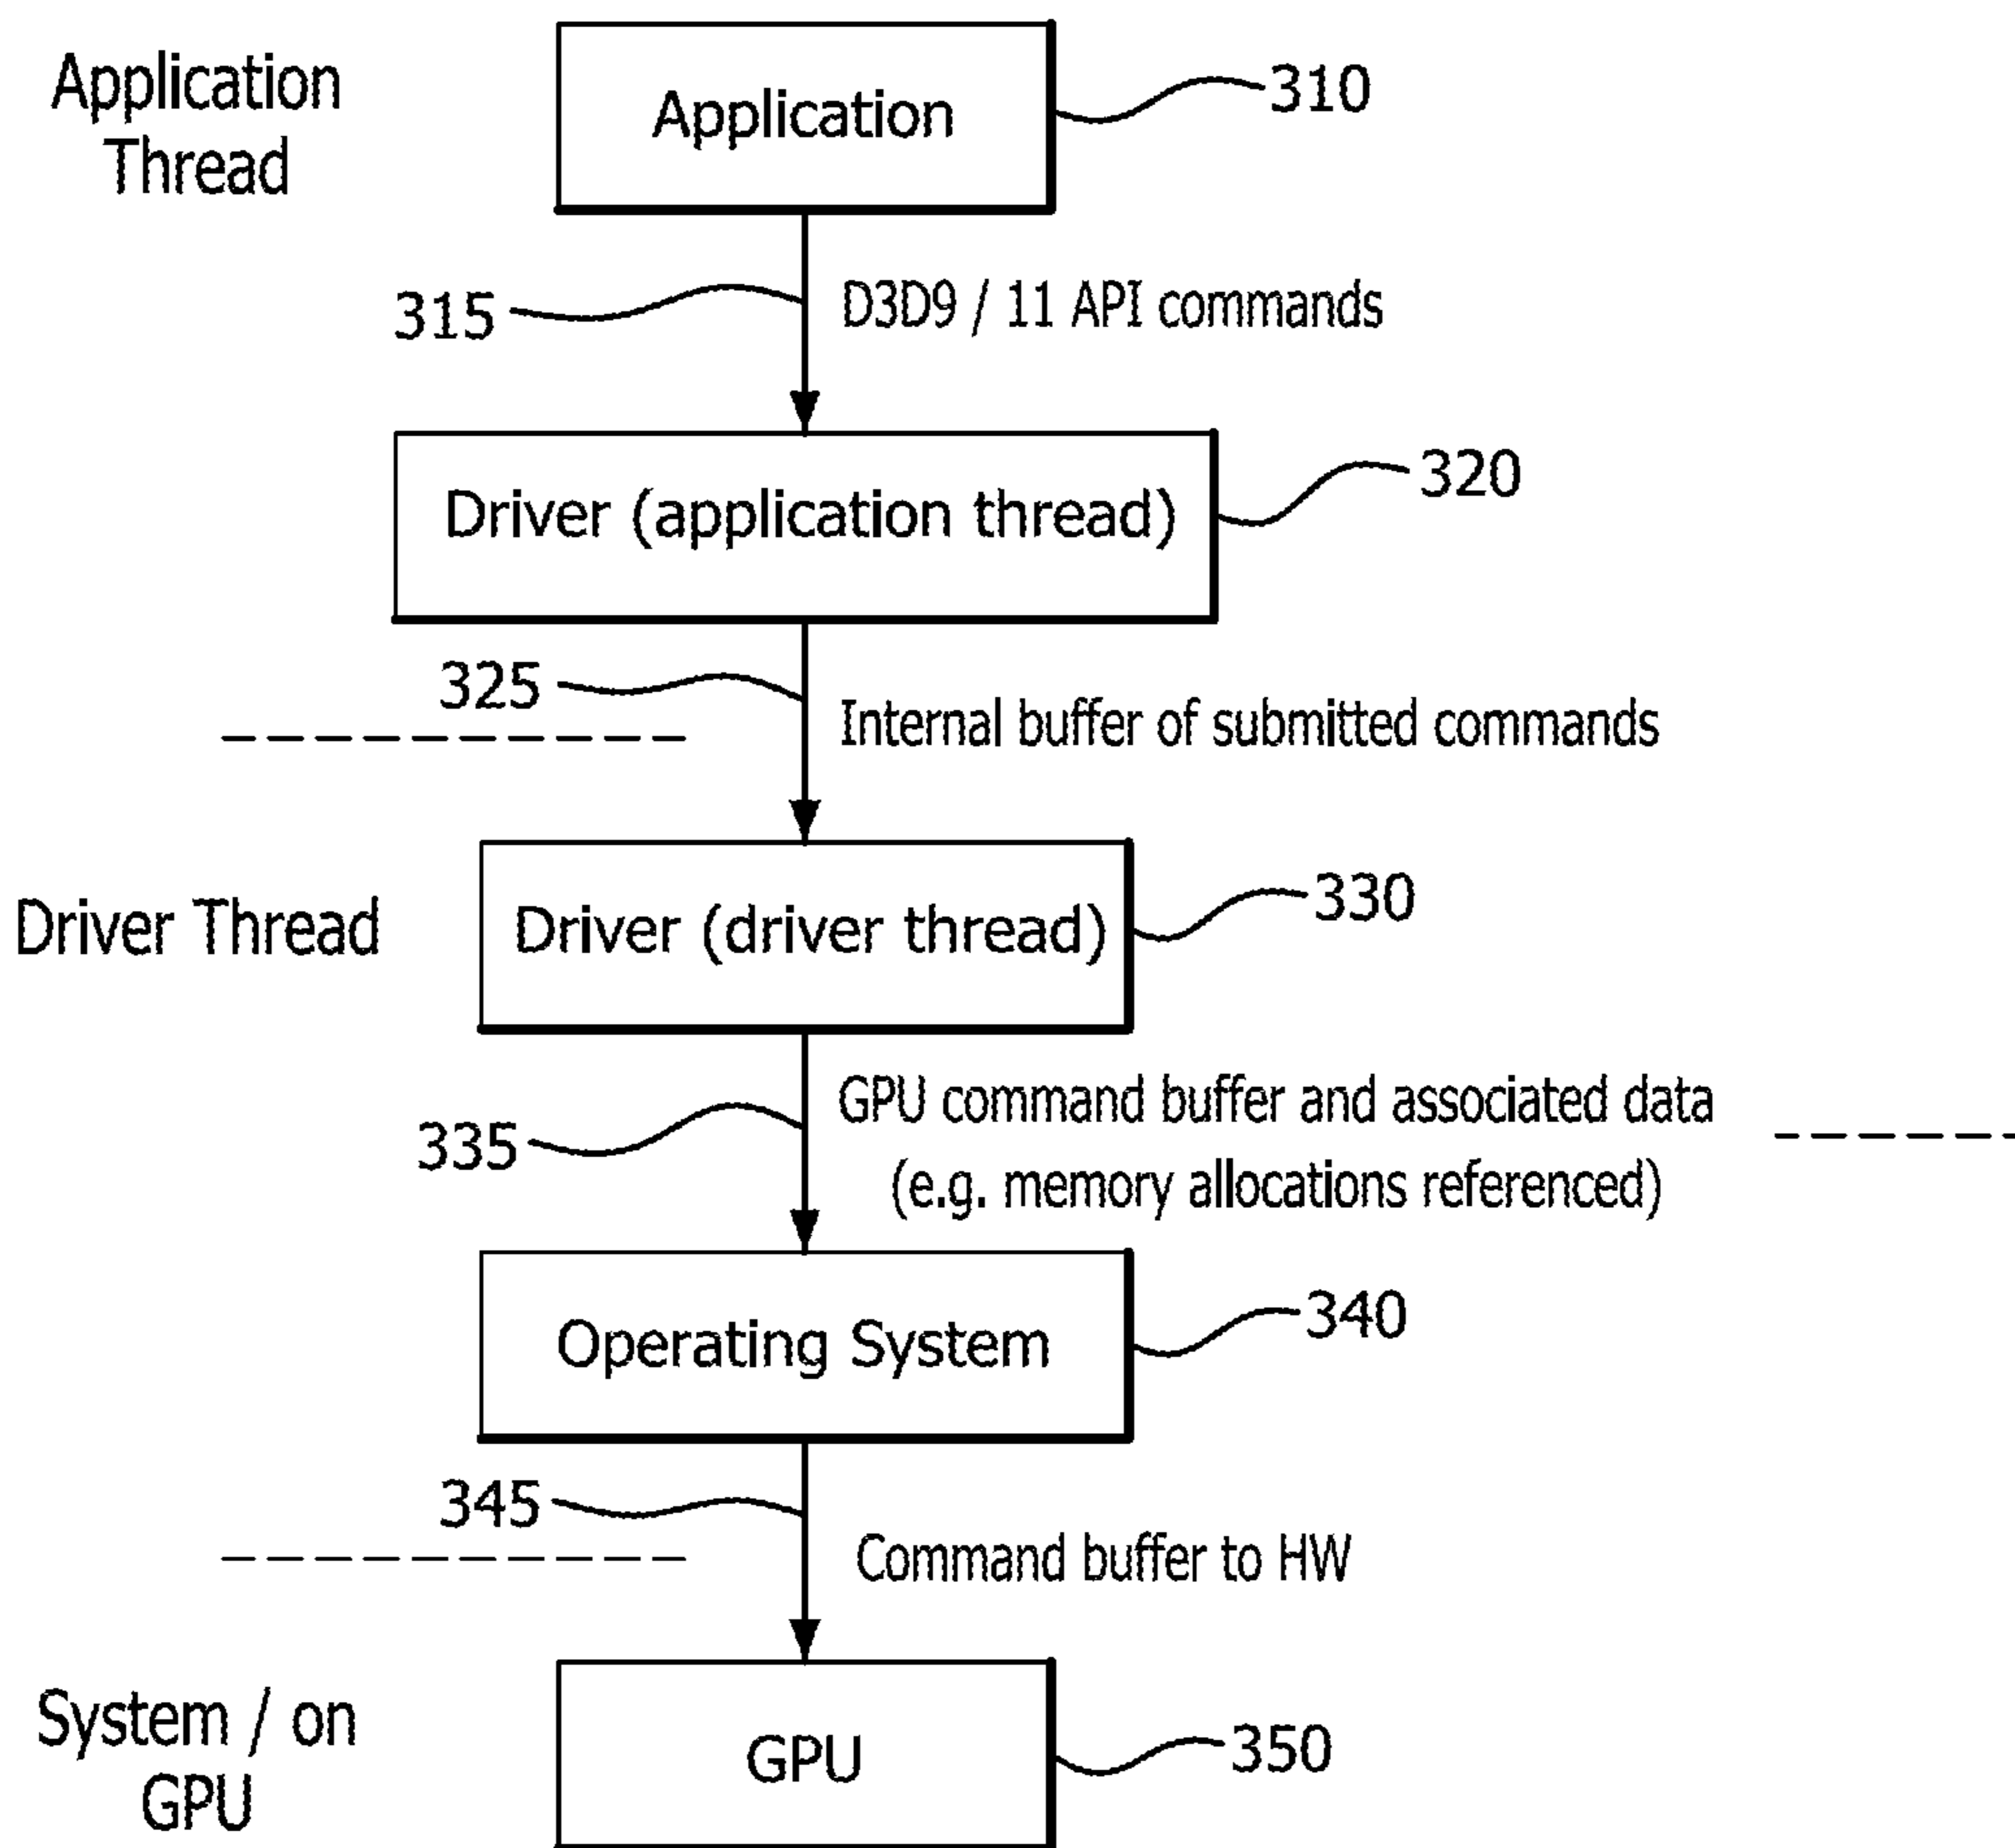 Application
Thread
Application
310
315
D3D9 / 11 API commands
Driver (application thread)
320
325
Internal buffer of submitted commands
Driver Thread
Driver (driver thread)
330
335
GPU command buffer and associated data
(e.g. memory allocations referenced)
Operating System
340
345
Command buffer to HW
System / on
GPU
GPU
350